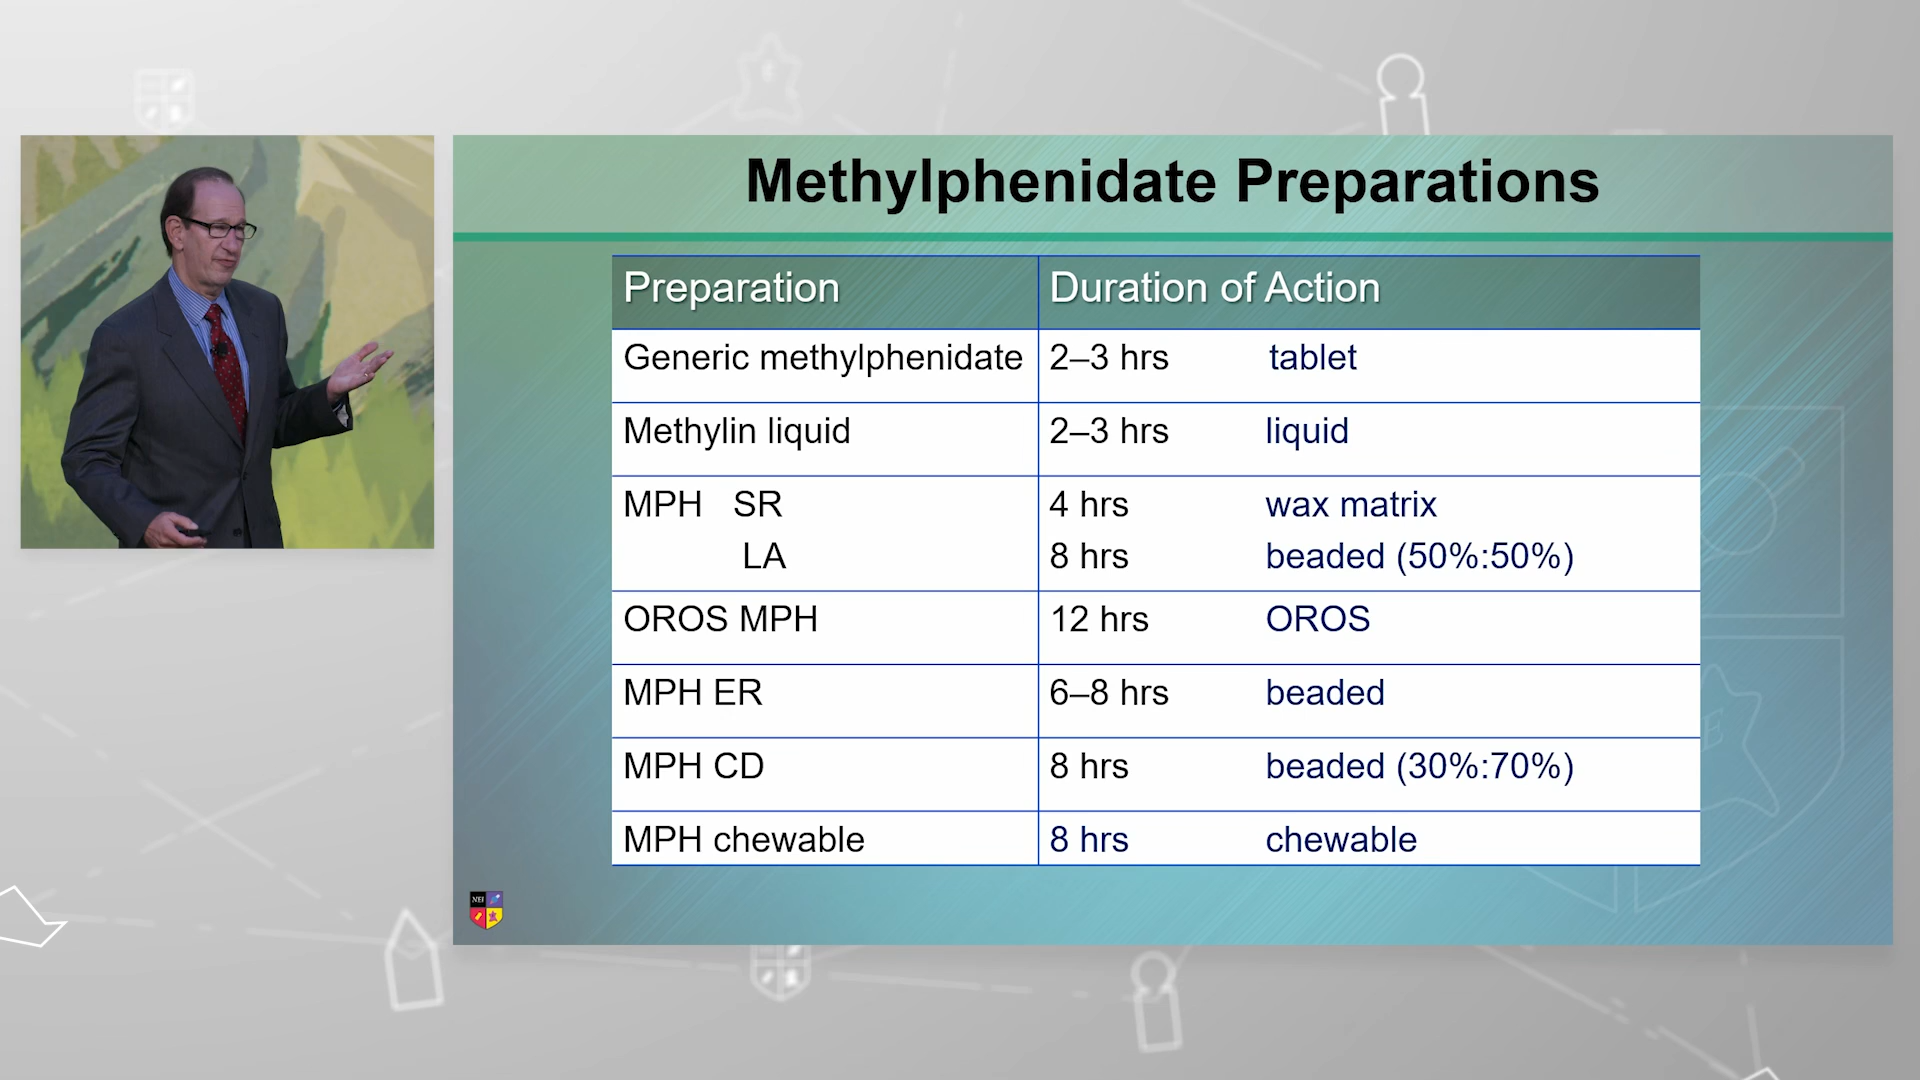 Methylphenidate Preparations
Preparation Duration of Action
Generic methylphenidate 2–3 hrs tablet
Methylin liquid 2–3 hrs liquid
MPH SR 4 hrs wax matrix
LA 8 hrs beaded (50%:50%)
OROS MPH 12 hrs OROS
MPH ER 6–8 hrs beaded
MPH CD 8 hrs beaded (30%:70%)
MPH chewable 8 hrs chewable
NEI